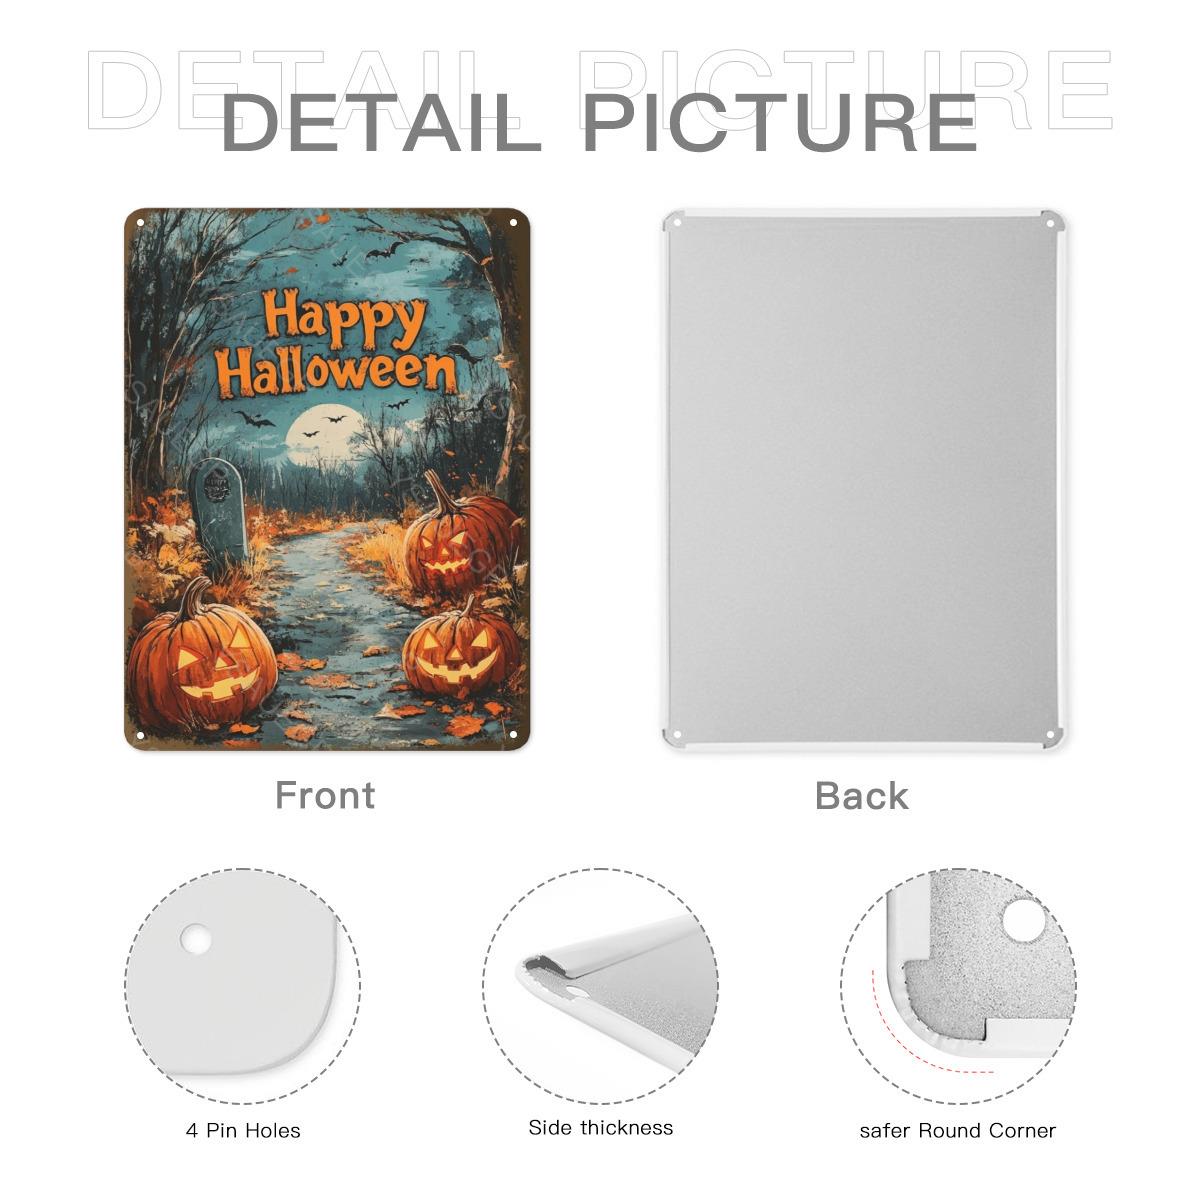 DETAIL PICTURE
DETAIL PICTURE
Happy
Halloween
Front
Back
4 Pin Holes
Side thickness
safer Round Corner